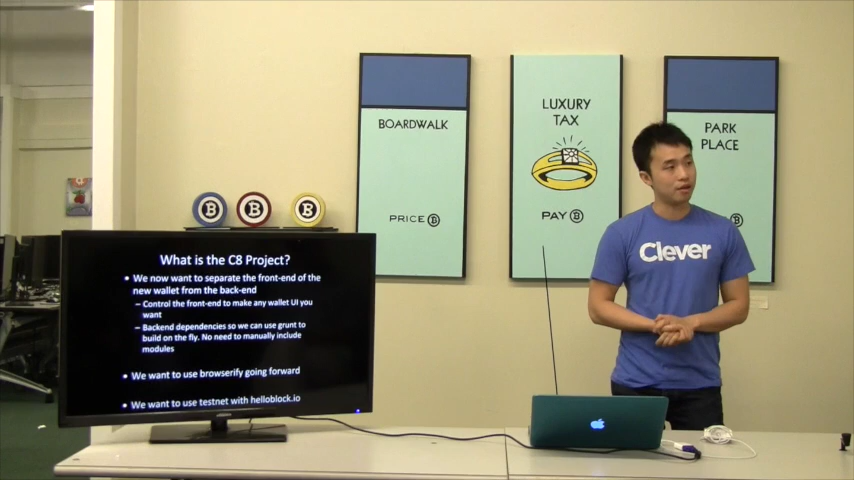 BOARDWALK
PRICE B
LUXURY
TAX
PAY B
PARK
PLACE
B
B
B
B
Clever
What is the C8 Project?
• We now want to separate the front-end of the
new wallet from the back-end
– Control the front-end to make any wallet UI you
want
– Backend dependencies so we can use grunt to
build on the fly. No need to manually include
modules
• We want to use browserify going forward
• We want to use testnet with helloblock.io